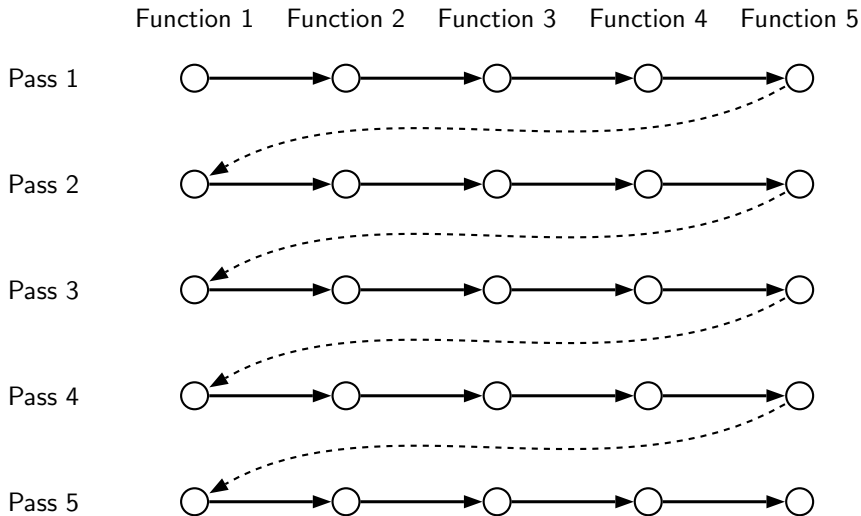 Function 1 Function 2 Function 3 Function 4 Function 5
Pass 1
Pass 2
Pass 3
Pass 4
Pass 5